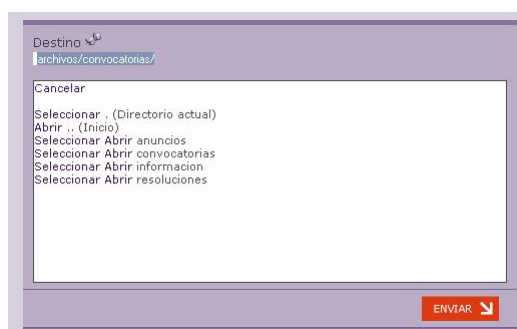 Destino
archivos/convocatorias/
Cancelar
Seleccionar . (Directorio actual)
Abrir .. (Inicio)
Seleccionar Abrir anuncios
Seleccionar Abrir convocatorias
Seleccionar Abrir informacion
Seleccionar Abrir resoluciones
ENVIAR